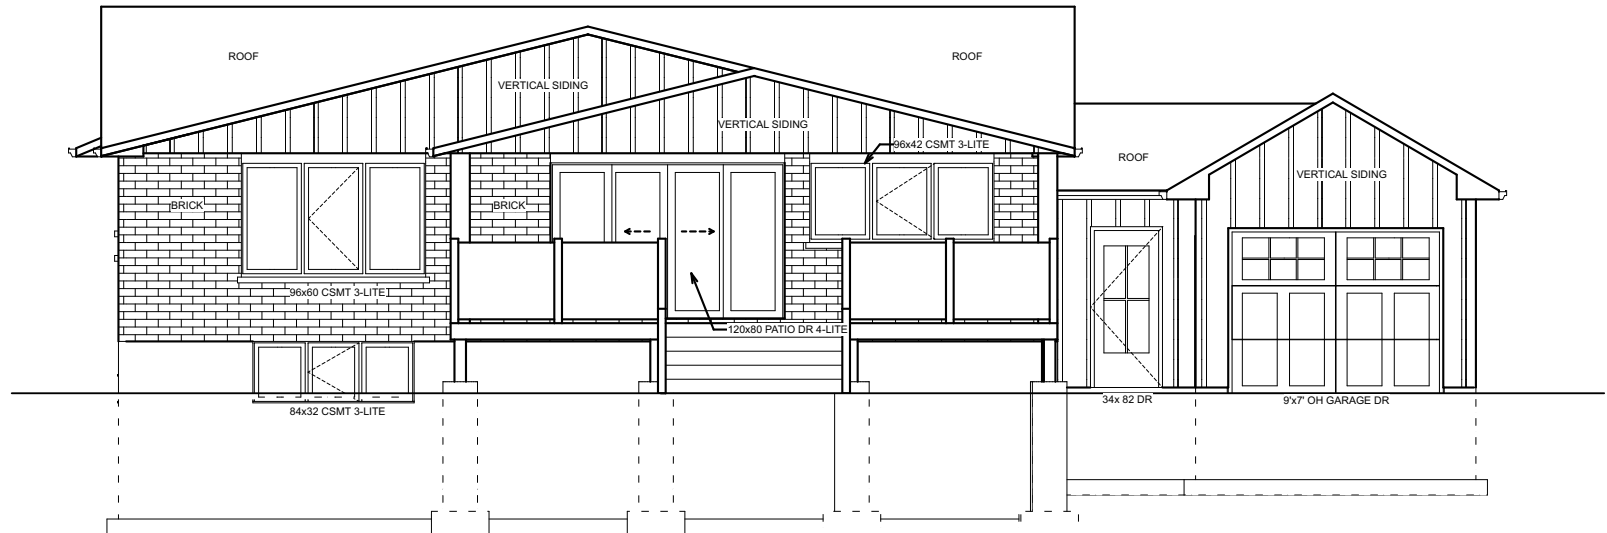 ROOF
ROOF
VERTICAL SIDING
VERTICAL SIDING
96x42 CSMT 3-LITE
ROOF
VERTICAL SIDING
BRICK
BRICK
96x60 CSMT 3-LITE
120x80 PATIO DR 4-LITE
34x 82 DR
9'x7' OH GARAGE DR
84x32 CSMT 3-LITE